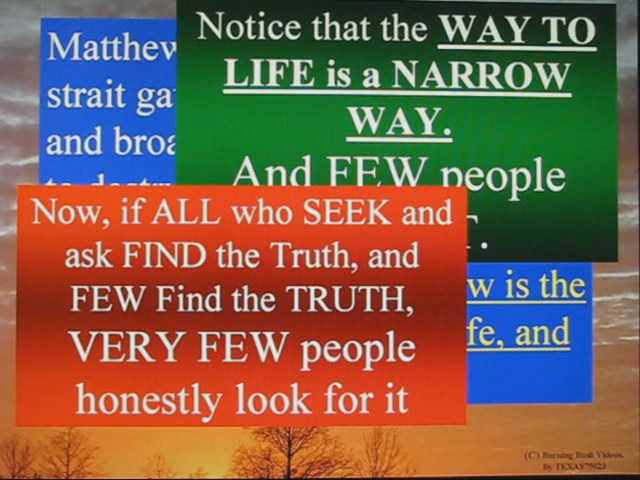 Matthew
strait ga
and broa
to destr
Notice that the WAY TO
LIFE is a NARROW
WAY.
And FEW people
T.
Now, if ALL who SEEK and
ask FIND the Truth, and
FEW Find the TRUTH,
VERY FEW people
honestly look for it
w is the
fe, and
(C) Burning Bush Videos.
By TEXAS75023